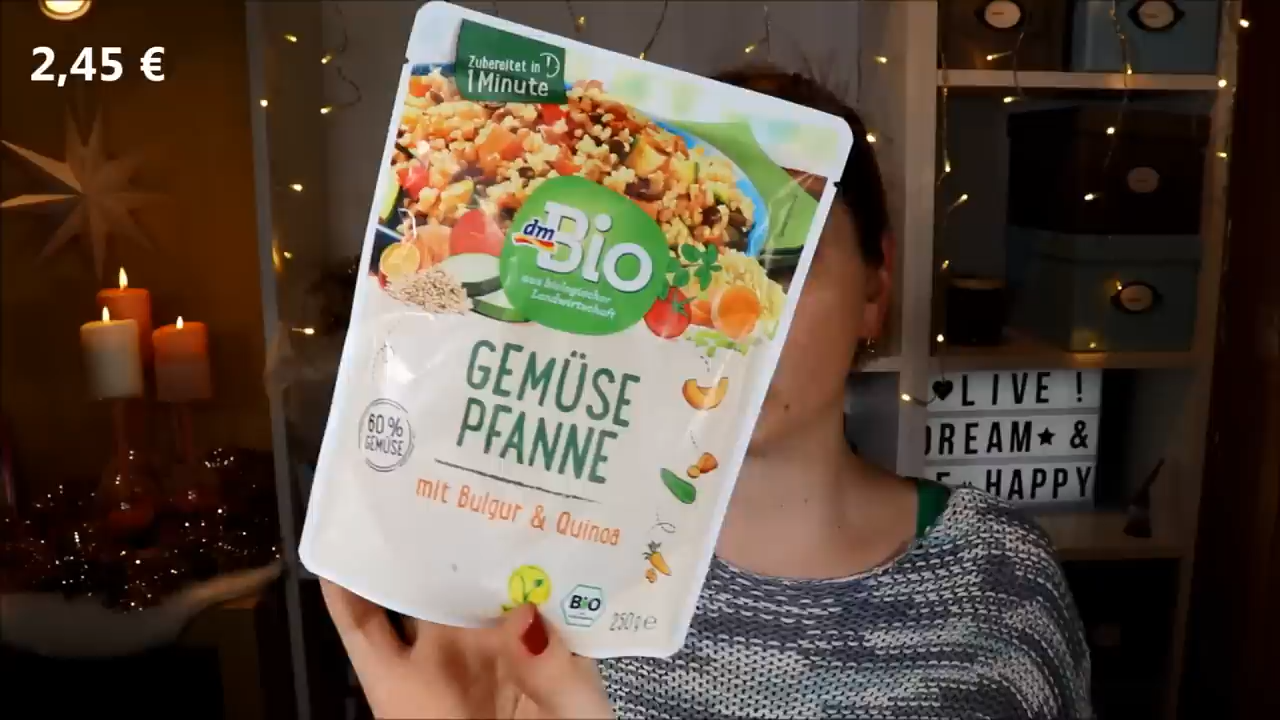 2,45 €
Zubereitet in
1 Minute
dm
Bio
aus biologischer
Landwirtschaft
GEMÜSE
PFANNE
60 %
GEMÜSE
mit Bulgur & Quinoa
BIO
250 g e
LIVE !
DREAM ★ &
HAPPY